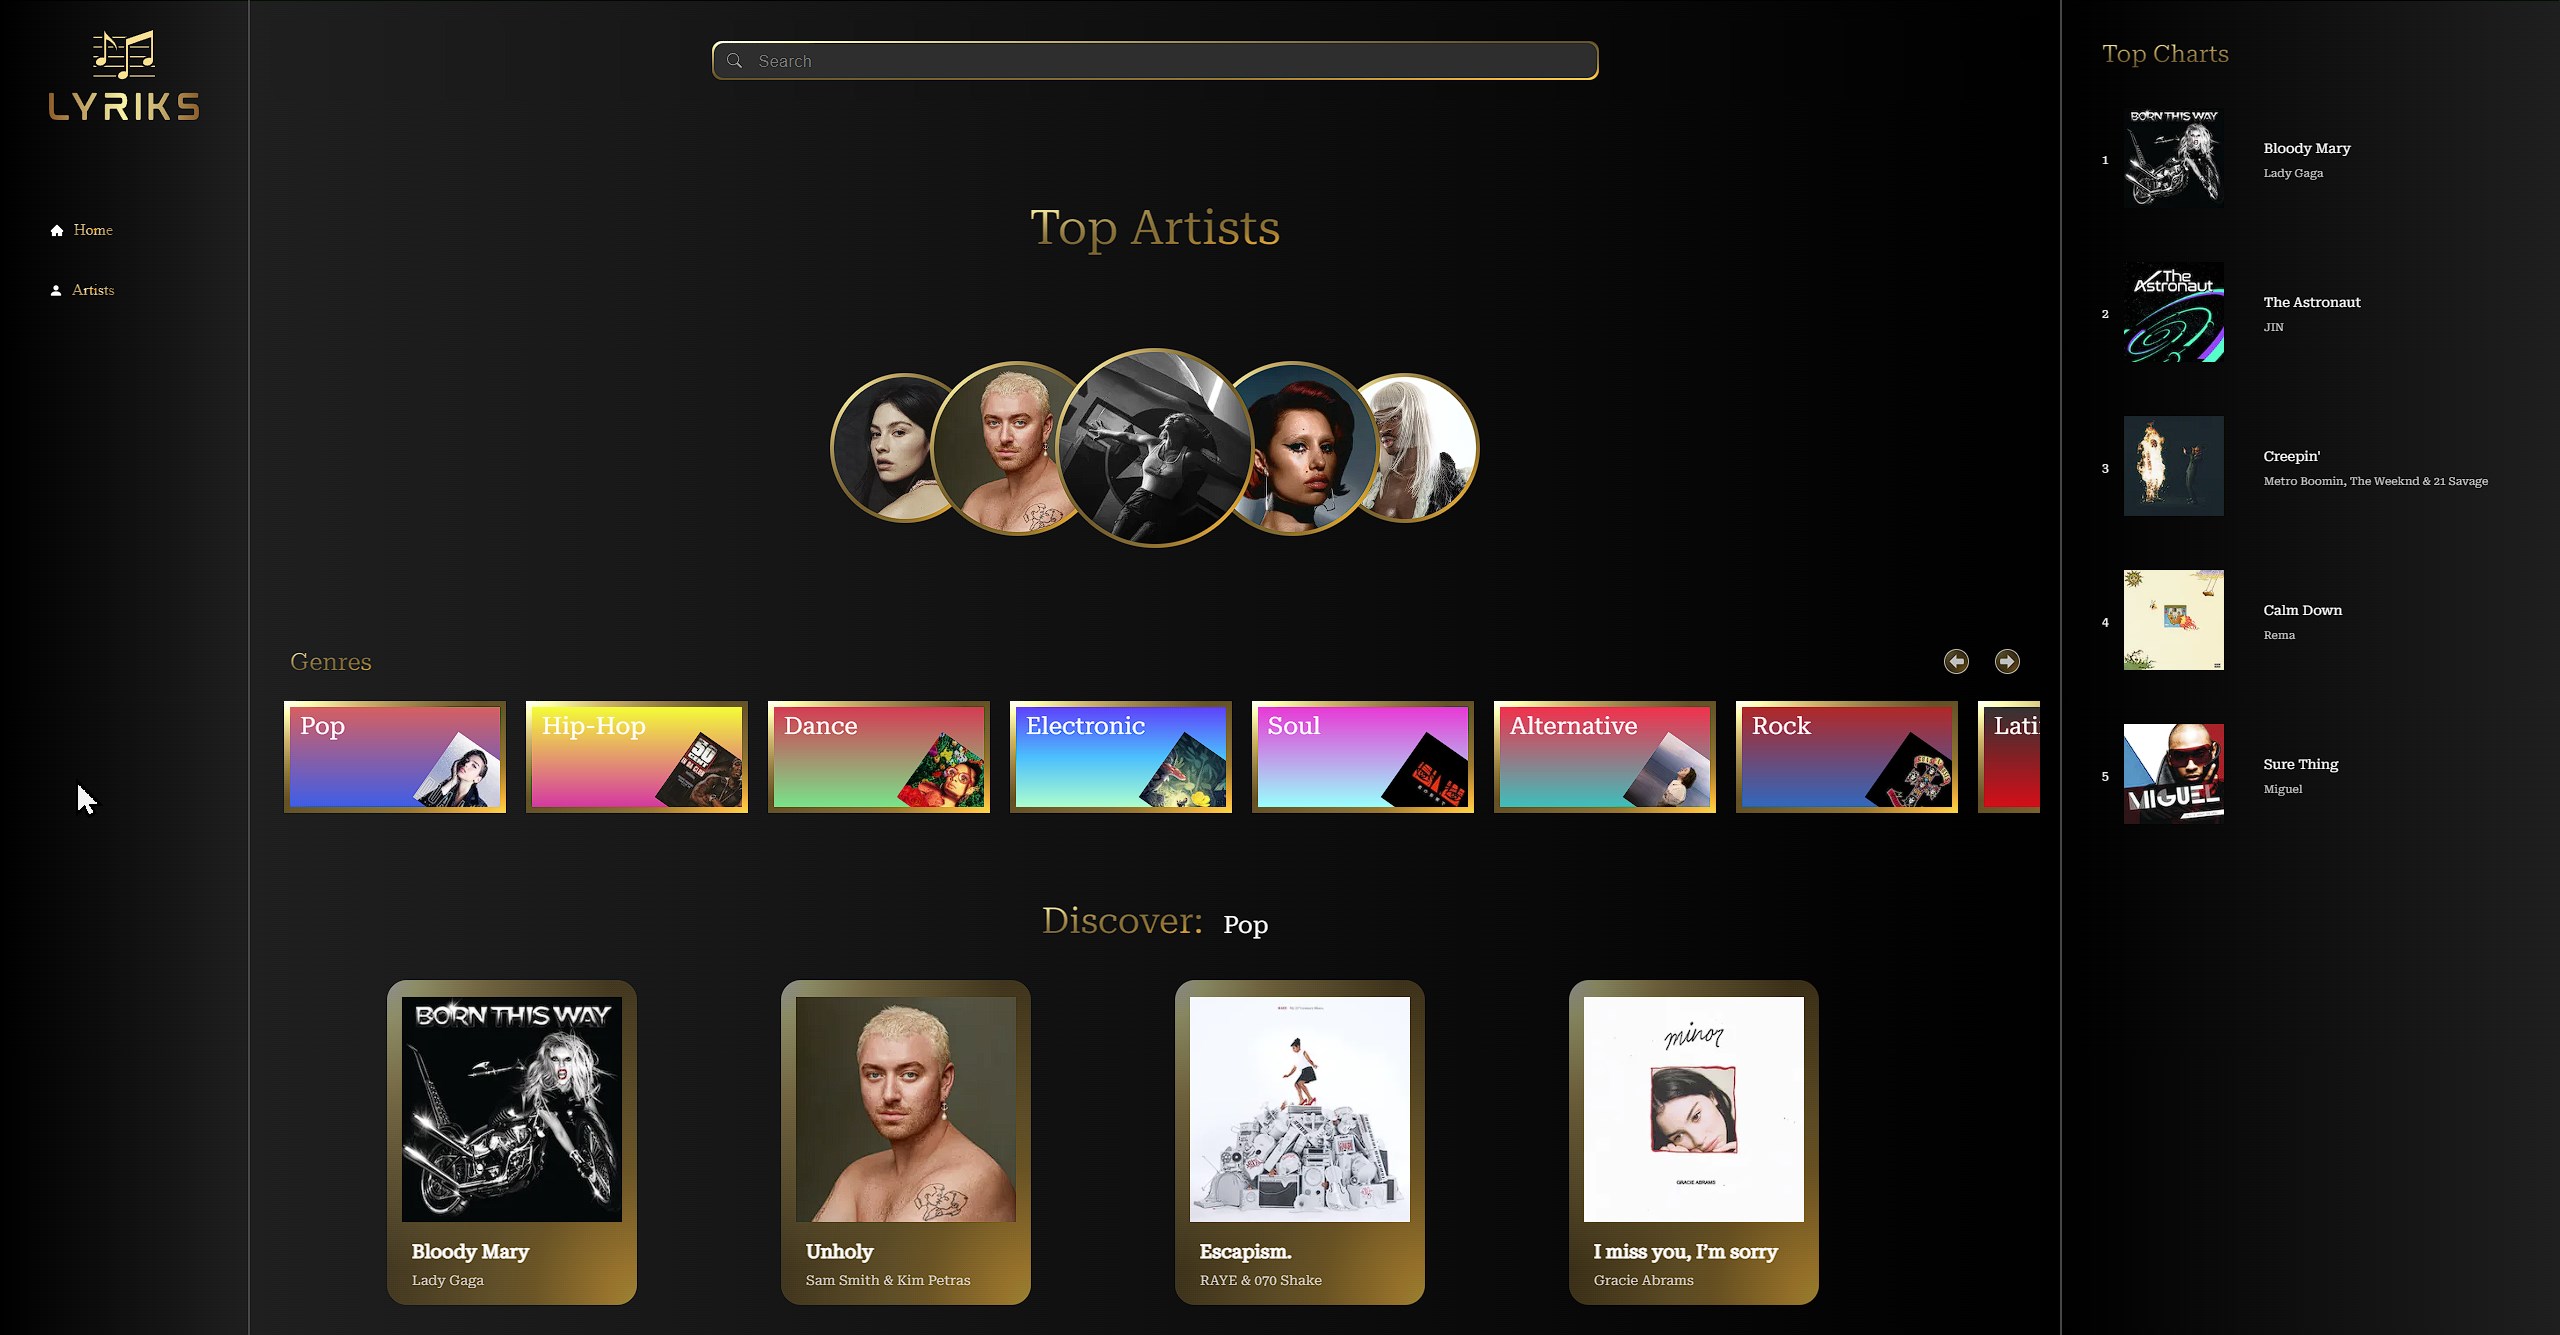 LYRIKS
Home
Artists
Search
Top Artists
Genres
Pop
Hip-Hop
Dance
Electronic
Soul
Alternative
Rock
Lati
Discover: Pop
BORN THIS WAY
Bloody Mary
Lady Gaga
Unholy
Sam Smith & Kim Petras
Escapism.
RAYE & 070 Shake
minor
GRACIE ABRAMS
I miss you, I'm sorry
Gracie Abrams
Top Charts
1
BORN THIS WAY
Bloody Mary
Lady Gaga
2
The
Astronaut
The Astronaut
JIN
3
Creepin'
Metro Boomin, The Weeknd & 21 Savage
4
Calm Down
Rema
5
MIGUEL
Sure Thing
Miguel